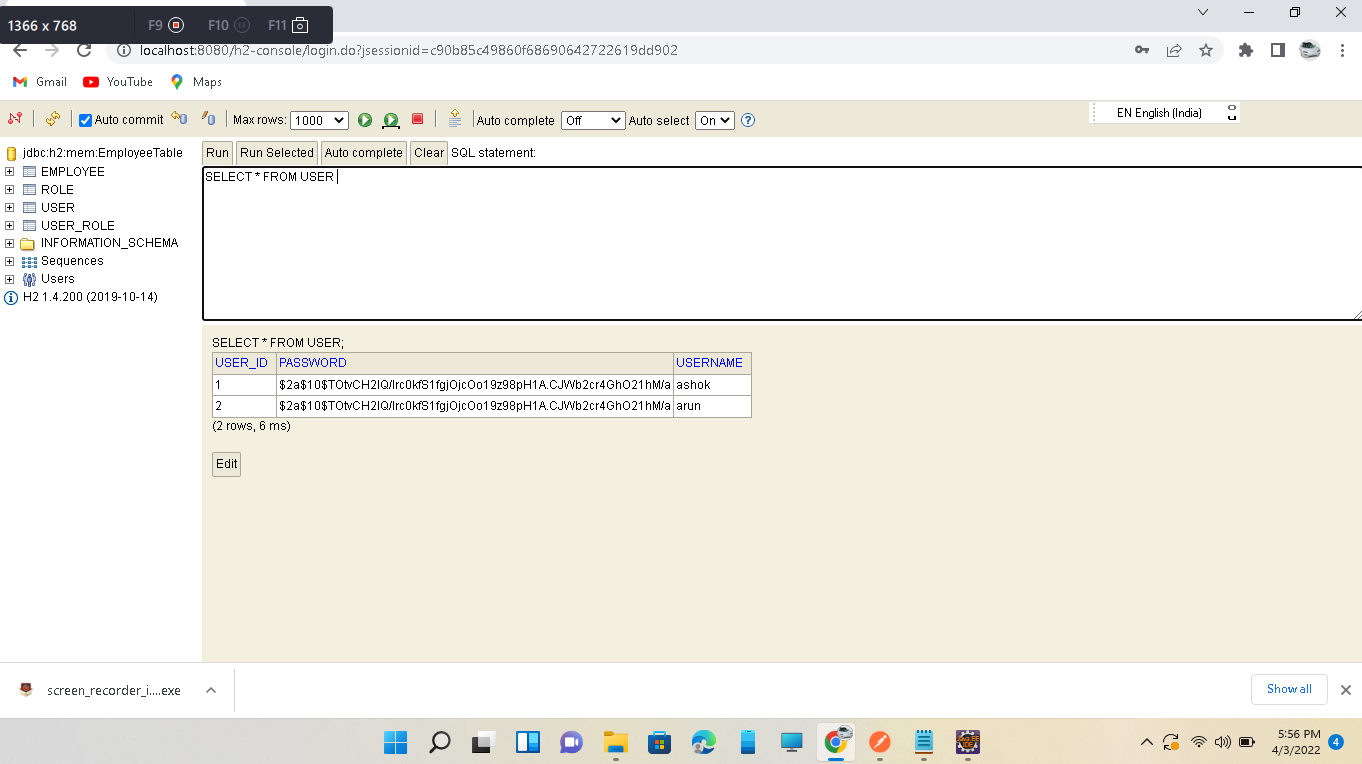 1366 x 768 F9 F10 F11
localhost:8080/h2-console/login.do?jsessionid=c90b85c49860f68690642722619dd902
Gmail YouTube Maps
Auto commit Max rows: 1000 Auto complete Off Auto select On ? EN English (India)
jdbc:h2:mem:EmployeeTable
EMPLOYEE
ROLE
USER
USER_ROLE
INFORMATION_SCHEMA
Sequences
Users
H2 1.4.200 (2019-10-14)
Run Run Selected Auto complete Clear SQL statement:
SELECT * FROM USER
SELECT * FROM USER;
USER_ID PASSWORD USERNAME
1 $2a$10$TOtvCH2IQ/Irc0kfS1fgjOjcOo19z98pH1A.CJWb2cr4GhO21hM/a ashok
2 $2a$10$TOtvCH2IQ/Irc0kfS1fgjOjcOo19z98pH1A.CJWb2cr4GhO21hM/a arun
(2 rows, 6 ms)
Edit
screen_recorder_i....exe Show all
5:56 PM
4/3/2022 4